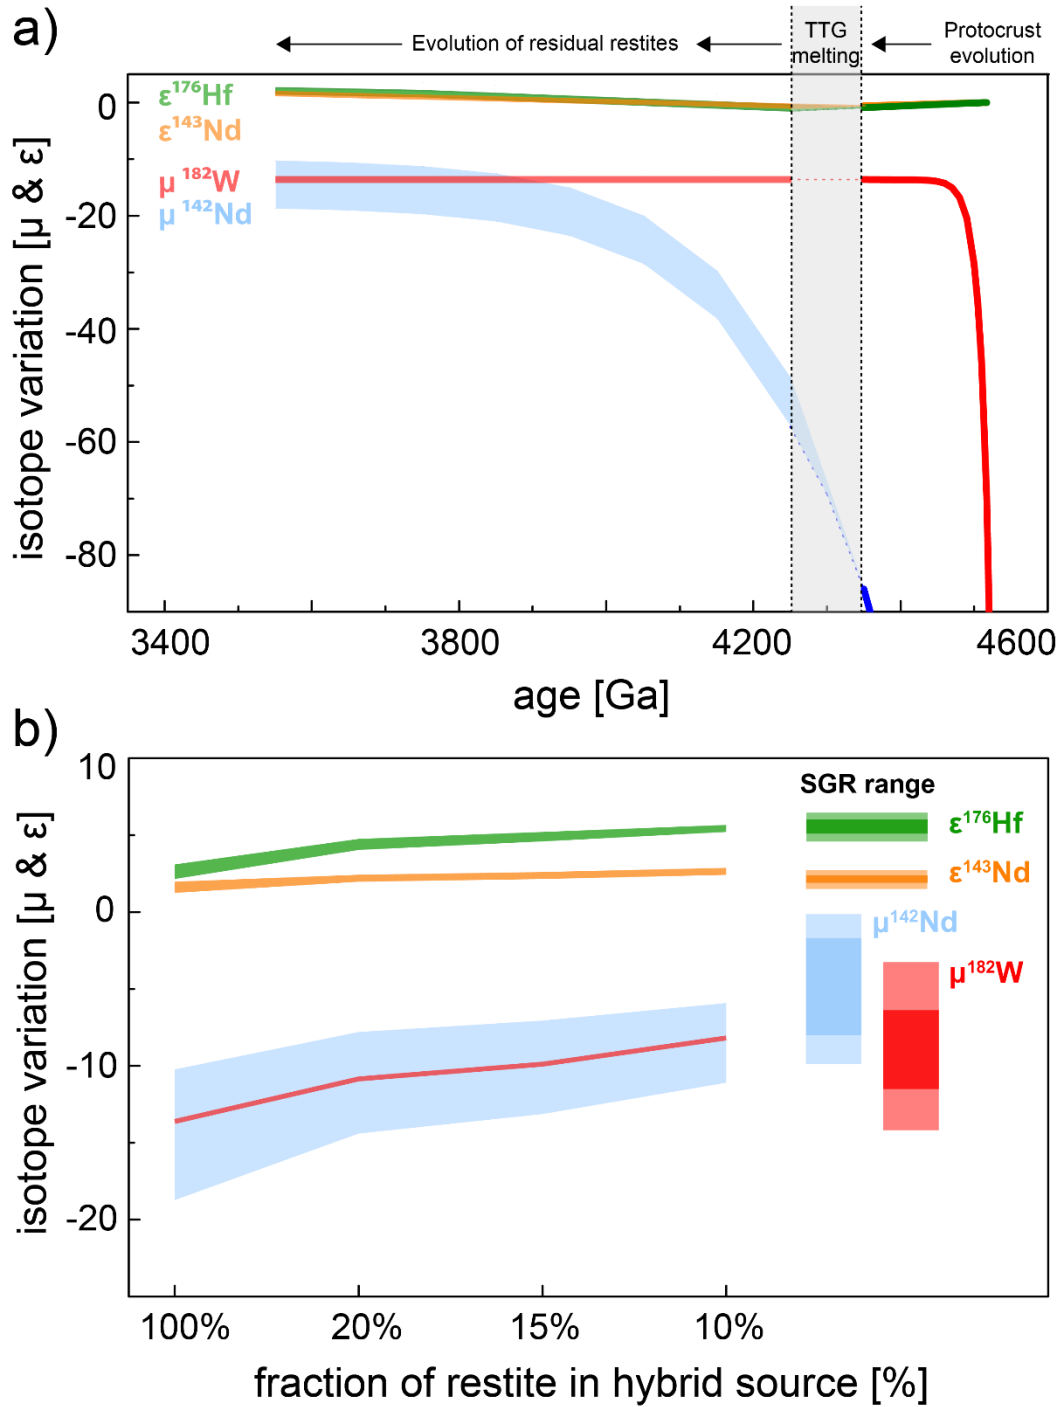 a)
Evolution of residual restites
TTG
melting
Protocrust
evolution
ε¹⁷⁶Hf
ε¹⁴³Nd
μ ¹⁸²W
μ ¹⁴²Nd
isotope variation [μ & ε]
0
-20
-40
-60
-80
3400
3800
4200
4600
age [Ga]
b)
isotope variation [μ & ε]
10
0
-10
-20
SGR range
ε¹⁷⁶Hf
ε¹⁴³Nd
μ¹⁴²Nd
μ¹⁸²W
100%
20%
15%
10%
fraction of restite in hybrid source [%]